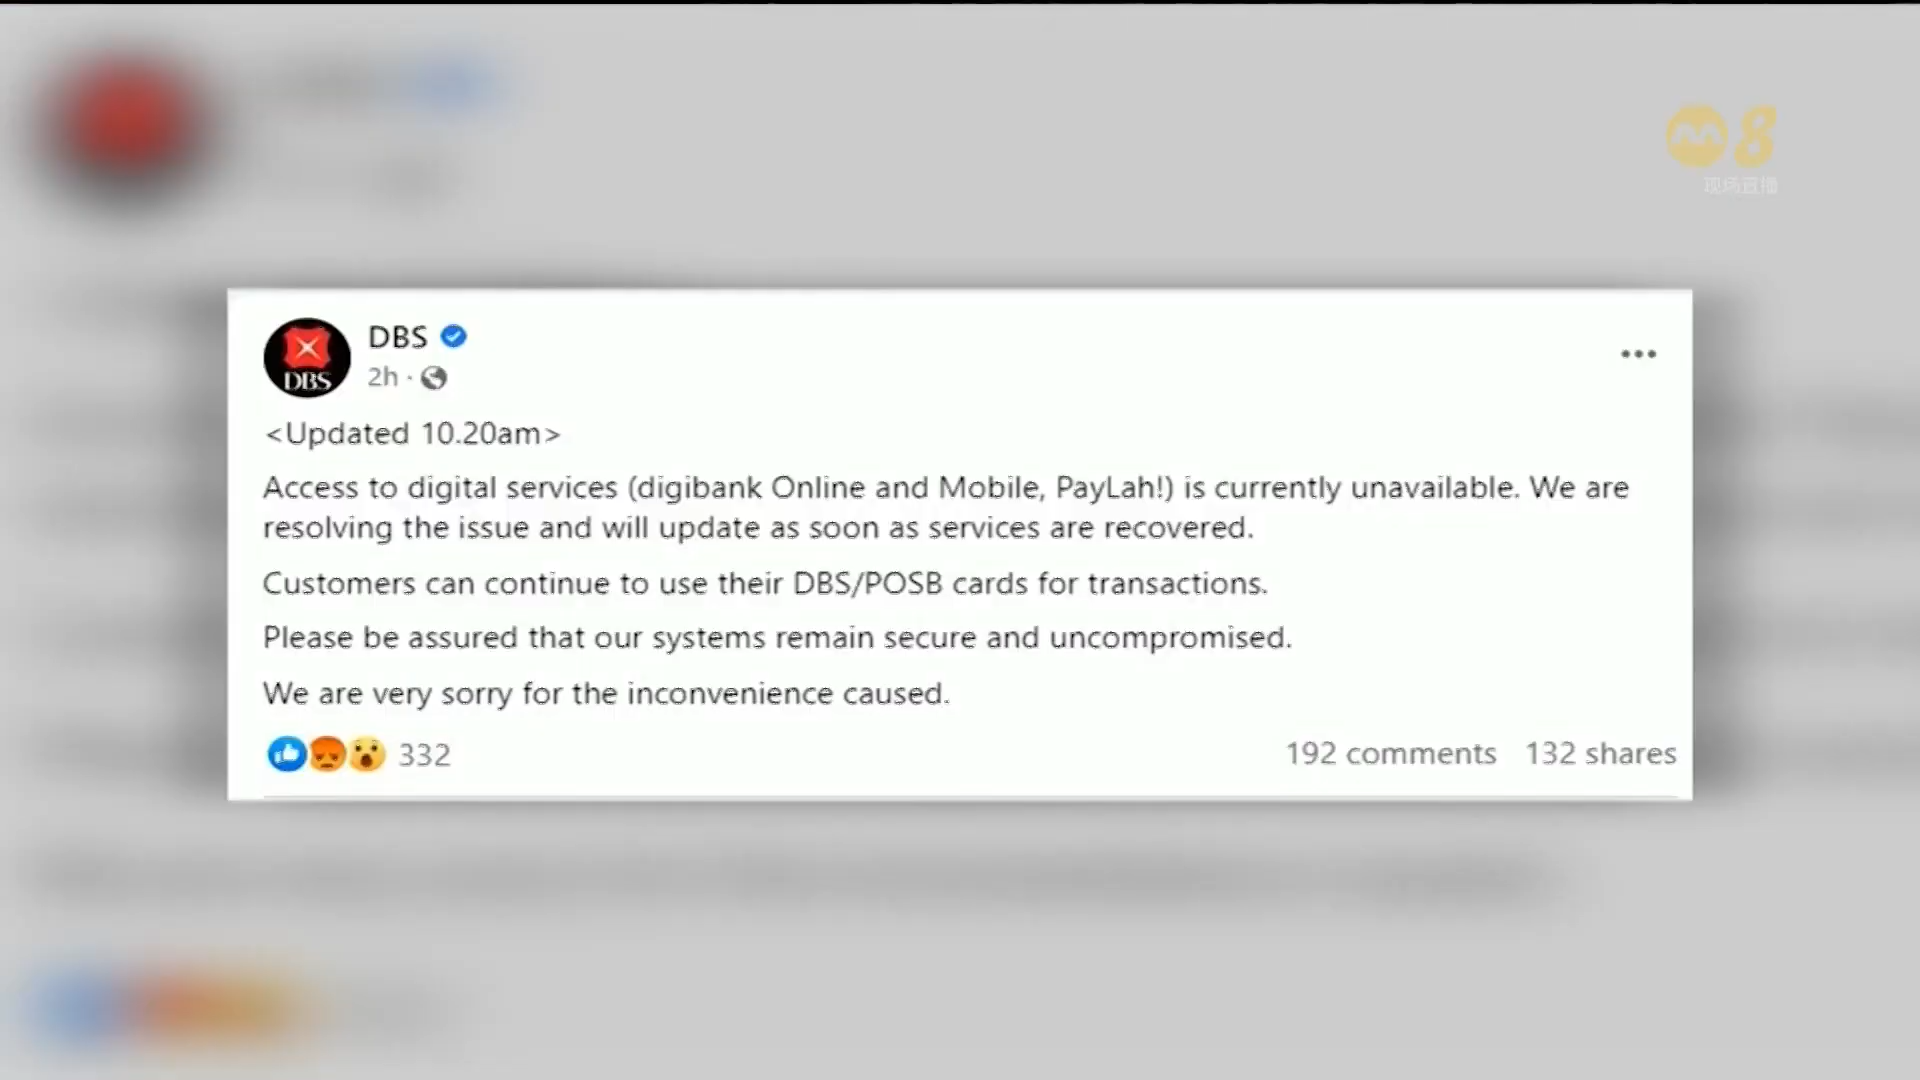 8
现场直播
DBS
DBS
2h ·
<Updated 10.20am>
Access to digital services (digibank Online and Mobile, PayLah!) is currently unavailable. We are
resolving the issue and will update as soon as services are recovered.
Customers can continue to use their DBS/POSB cards for transactions.
Please be assured that our systems remain secure and uncompromised.
We are very sorry for the inconvenience caused.
332
192 comments 132 shares